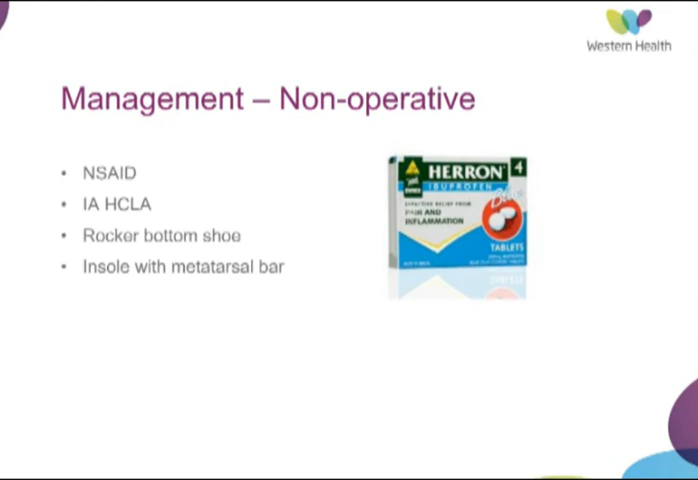 Western Health
Management – Non-operative
• NSAID
• IA HCLA
• Rocker bottom shoe
• Insole with metatarsal bar
HERRON 4
IBUPROFEN
Blue
EFFECTIVE RELIEF FROM
PAIN AND
INFLAMMATION
TABLETS